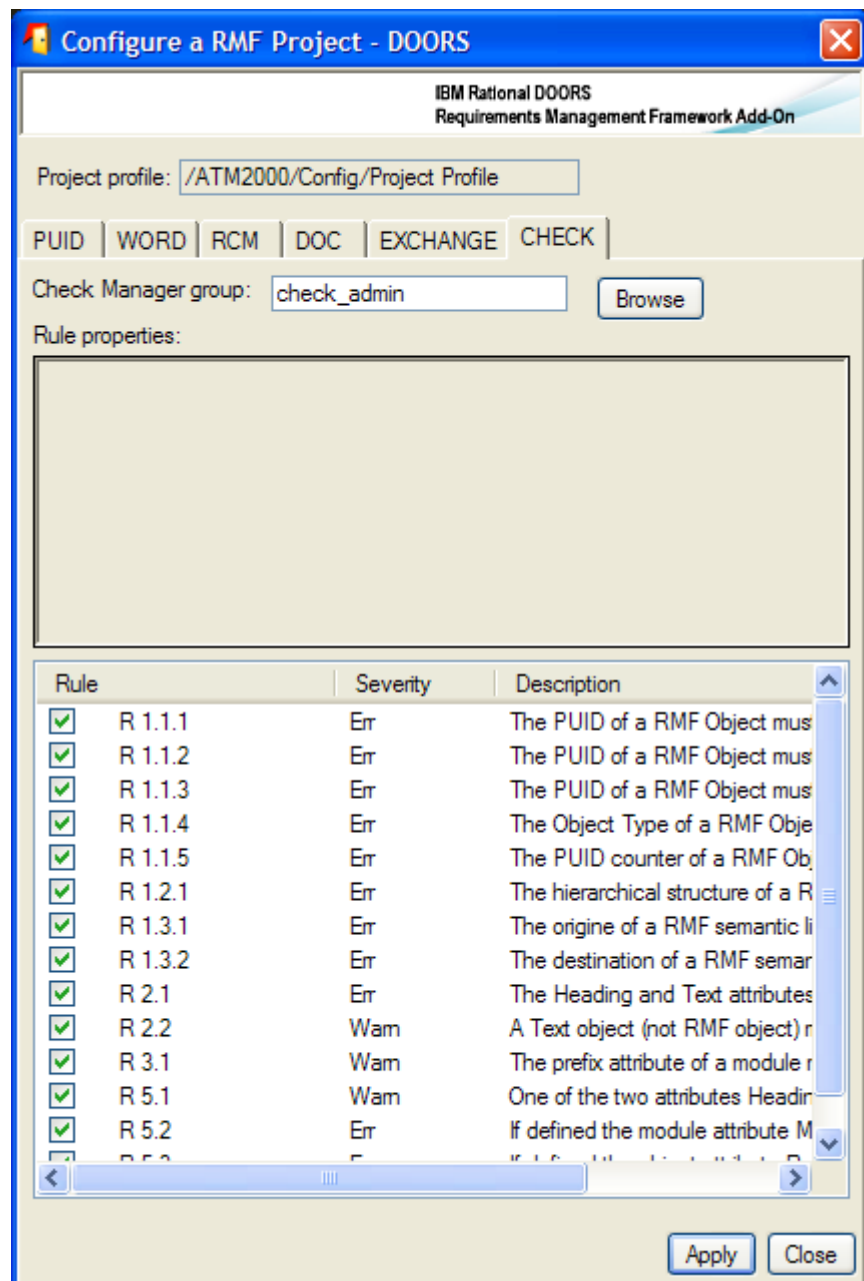 Configure a RMF Project - DOORS
IBM Rational DOORS
Requirements Management Framework Add-On
Project profile: /ATM2000/Config/Project Profile
PUID WORD RCM DOC EXCHANGE CHECK
Check Manager group: check_admin Browse
Rule properties:
Rule Severity Description
R 1.1.1 Err The PUID of a RMF Object must
R 1.1.2 Err The PUID of a RMF Object must
R 1.1.3 Err The PUID of a RMF Object must
R 1.1.4 Err The Object Type of a RMF Obje
R 1.1.5 Err The PUID counter of a RMF Obj
R 1.2.1 Err The hierarchical structure of a R
R 1.3.1 Err The origine of a RMF semantic li
R 1.3.2 Err The destination of a RMF seman
R 2.1 Err The Heading and Text attributes
R 2.2 Warn A Text object (not RMF object) m
R 3.1 Warn The prefix attribute of a module m
R 5.1 Warn One of the two attributes Headin
R 5.2 Err If defined the module attribute M
Apply Close